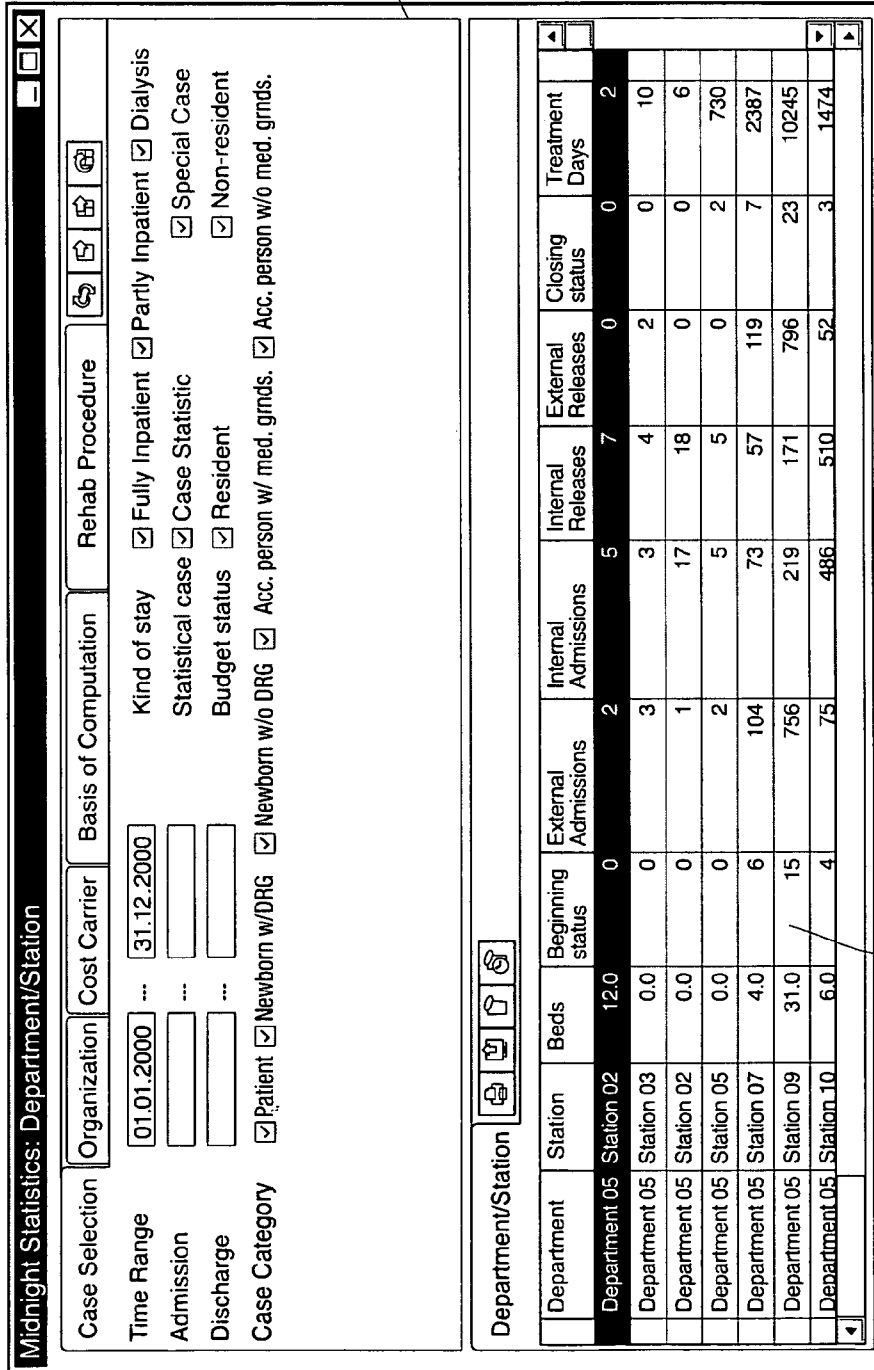 Midnight Statistics: Department/Station
Case Selection Organization Cost Carrier Basis of Computation Rehab Procedure
Time Range 01.01.2000 --- 31.12.2000 Kind of stay Fully Inpatient Partly Inpatient Dialysis
Admission --- Statistical case Case Statistic Special Case
Discharge --- Budget status Resident Non-resident
Case Category Patient Newborn w/DRG Newborn w/o DRG Acc. person w/ med. grnds. Acc. person w/o med. grnds.
Department/Station
Department Station Beds Beginning status External Admissions Internal Admissions Internal Releases External Releases Closing status Treatment Days
Department 05 Station 02 12.0 0 2 5 7 0 0 2
Department 05 Station 03 0.0 0 3 3 4 2 0 10
Department 05 Station 02 0.0 0 1 17 18 0 0 6
Department 05 Station 05 0.0 0 2 5 5 0 2 730
Department 05 Station 07 4.0 6 104 73 57 119 7 2387
Department 05 Station 09 31.0 15 756 219 171 796 23 10245
Department 05 Station 10 6.0 4 75 486 510 52 3 1474